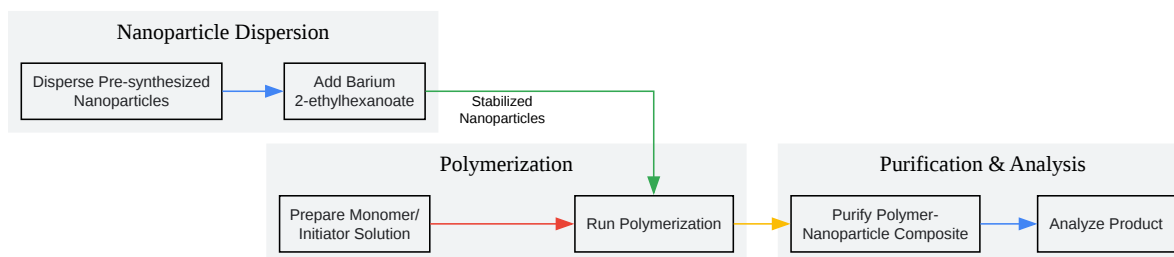 Nanoparticle Dispersion
Disperse Pre-synthesized
Nanoparticles
Add Barium
2-ethylhexanoate
Stabilized
Nanoparticles
Polymerization
Prepare Monomer/
Initiator Solution
Run Polymerization
Purification & Analysis
Purify Polymer-
Nanoparticle Composite
Analyze Product